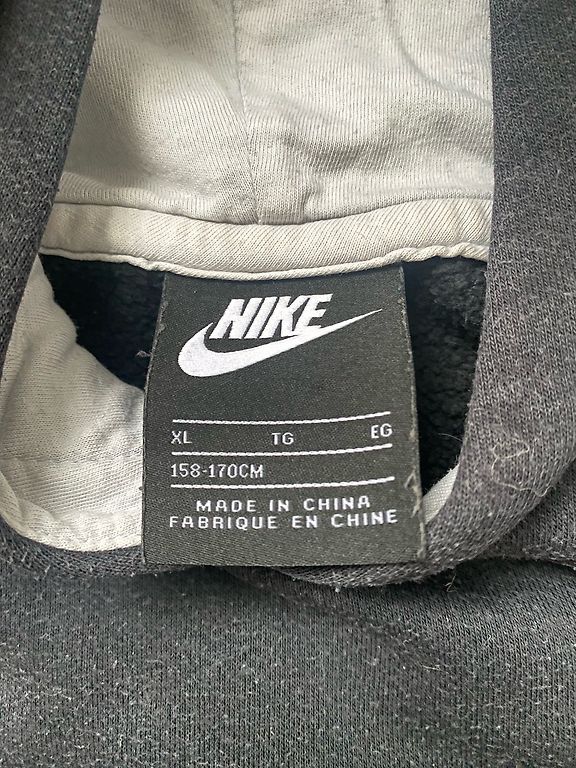 NIKE
XL TG EG
158-170CM
MADE IN CHINA
FABRIQUE EN CHINE